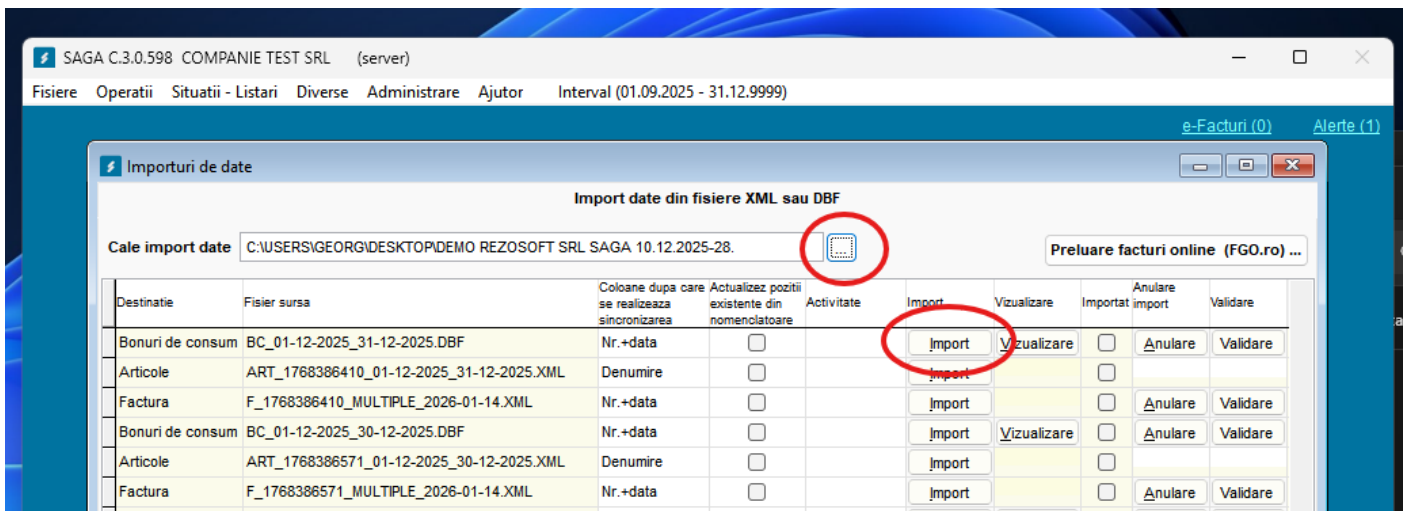 SAGA C.3.0.598 COMPANIE TEST SRL (server)
Fisiere Operatii Situatii - Listari Diverse Administrare Ajutor Interval (01.09.2025 - 31.12.9999)
e-Facturi (0) Alerte (1)
Importuri de date
Import date din fisiere XML sau DBF
Cale import date C:\USERS\GEORG\DESKTOP\DEMO REZOSOFT SRL SAGA 10.12.2025-28. ... Preluare facturi online (FGO.ro) ...
Destinatie Fisier sursa Coloane dupa care se realizeaza sincronizarea Actualizez pozitii existente din nomenclatoare Activitate Import Vizualizare Importat Anulare import Validare
Bonuri de consum BC_01-12-2025_31-12-2025.DBF Nr.+data Import Vizualizare Anulare Validare
Articole ART_1768386410_01-12-2025_31-12-2025.XML Denumire Import
Factura F_1768386410_MULTIPLE_2026-01-14.XML Nr.+data Import Anulare Validare
Bonuri de consum BC_01-12-2025_30-12-2025.DBF Nr.+data Import Vizualizare Anulare Validare
Articole ART_1768386571_01-12-2025_30-12-2025.XML Denumire Import
Factura F_1768386571_MULTIPLE_2026-01-14.XML Nr.+data Import Anulare Validare